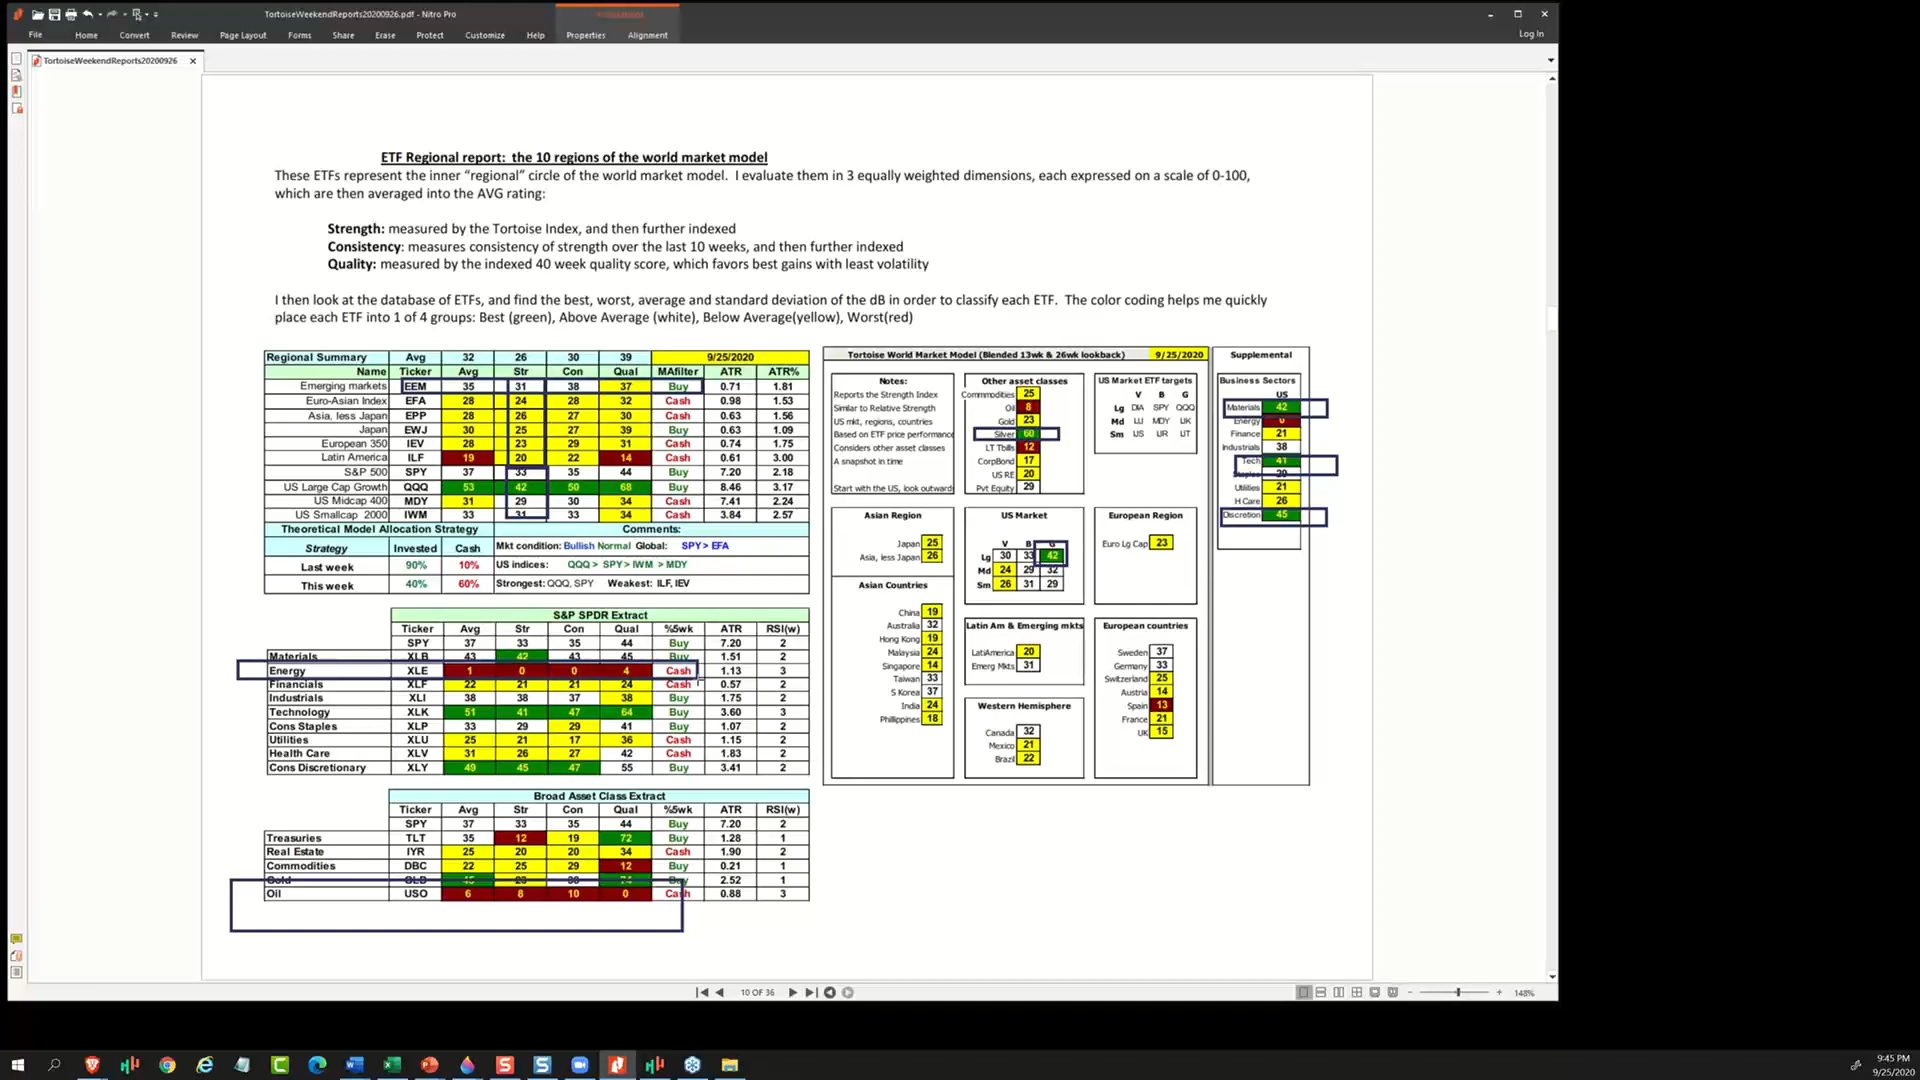 TortoiseWeekendReports20200926.pdf - Nitro Pro
File Home Convert Review Page Layout Forms Share Erase Protect Customize Help Properties Alignment Log In
TortoiseWeekendReports20200926
ETF Regional report: the 10 regions of the world market model
These ETFs represent the inner “regional” circle of the world market model. I evaluate them in 3 equally weighted dimensions, each expressed on a scale of 0-100,
which are then averaged into the AVG rating:
Strength: measured by the Tortoise Index, and then further indexed
Consistency: measures consistency of strength over the last 10 weeks, and then further indexed
Quality: measured by the indexed 40 week quality score, which favors best gains with least volatility
I then look at the database of ETFs, and find the best, worst, average and standard deviation of the dB in order to classify each ETF. The color coding helps me quickly
place each ETF into 1 of 4 groups: Best (green), Above Average (white), Below Average(yellow), Worst(red)
Regional Summary Avg 32 26 30 39 9/25/2020
Name Ticker Avg Str Con Qual MAfilter ATR ATR%
Emerging markets EEM 35 31 38 37 Buy 0.71 1.81
Euro-Asian Index EFA 28 24 28 32 Cash 0.98 1.53
Asia, less Japan EPP 28 26 27 30 Cash 0.63 1.56
Japan EWJ 30 25 27 39 Buy 0.63 1.09
European 350 IEV 28 23 29 31 Cash 0.74 1.75
Latin America ILF 19 20 22 14 Cash 0.61 3.00
S&P 500 SPY 37 33 35 44 Buy 7.20 2.18
US Large Cap Growth QQQ 53 42 50 68 Buy 8.46 3.17
US Midcap 400 MDY 31 29 30 34 Cash 7.41 2.24
US Smallcap 2000 IWM 33 31 33 34 Cash 3.84 2.57
Theoretical Model Allocation Strategy Comments:
Strategy Invested Cash Mkt condition: Bullish Normal Global: SPY > EFA
Last week 90% 10% US indices: QQQ > SPY > IWM > MDY
This week 40% 60% Strongest: QQQ, SPY Weakest: ILF, IEV
S&P SPDR Extract
Ticker Avg Str Con Qual %5wk ATR RSI(w)
SPY 37 33 35 44 Buy 7.20 2
Materials XLB 43 42 43 45 Buy 1.51 2
Energy XLE 1 0 0 4 Cash 1.13 3
Financials XLF 22 21 21 24 Cash 0.57 2
Industrials XLI 38 38 37 38 Buy 1.75 2
Technology XLK 51 41 47 64 Buy 3.60 3
Cons Staples XLP 33 29 29 41 Buy 1.07 2
Utilities XLU 25 21 17 36 Cash 1.15 2
Health Care XLV 31 26 27 42 Cash 1.83 2
Cons Discretionary XLY 49 45 47 55 Buy 3.41 2
Broad Asset Class Extract
Ticker Avg Str Con Qual %5wk ATR RSI(w)
SPY 37 33 35 44 Buy 7.20 2
Treasuries TLT 35 12 19 72 Buy 1.28 1
Real Estate IYR 25 20 20 34 Cash 1.90 2
Commodities DBC 22 25 29 12 Buy 0.21 1
Gold GLD 23 Buy 2.52 1
Oil USO 6 8 10 0 Cash 0.88 3
Tortoise World Market Model (Blended 13wk & 26wk lookback) 9/25/2020
Notes:
Reports the Strength Index
Similar to Relative Strength
US mkt, regions, countries
Based on ETF price performance
Considers other asset classes
A snapshot in time
Start with the US, look outward
Other asset classes
Commmodities 25
Oil 8
Gold 23
Silver 60
LT Tbills 12
CorpBond 17
US RE 20
Pvt Equity 29
US Market ETF targets
V B G
Lg DIA SPY QQQ
Md MDY
Sm
Asian Region
Japan 25
Asia, less Japan 26
US Market
V B G
Lg 30 33 42
Md 24 29 32
Sm 26 31 29
European Region
Euro Lg Cap 23
Asian Countries
China 19
Australia 32
Hong Kong 19
Malaysia 24
Singapore 14
Taiwan 33
S Korea 37
India 24
Phillippines 18
Latin Am & Emerging mkts
LatiAmerica 20
Emerg Mkts 31
Western Hemisphere
Canada 32
Mexico 21
Brazil 22
European countries
Sweden 37
Germany 33
Switzerland 25
Austria 14
Spain 13
France 21
UK 15
Supplemental
Business Sectors
US
Materials 42
Energy 0
Finance 21
Industrials 38
Tech 41
Staples 29
Utilities 21
H Care 26
Discretion 45
10 OF 36
148%
9:45 PM
9/25/2020